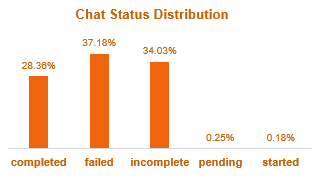 Chat Status Distribution
37.18%
34.03%
28.36%
0.25% 0.18%
completed failed incomplete pending started